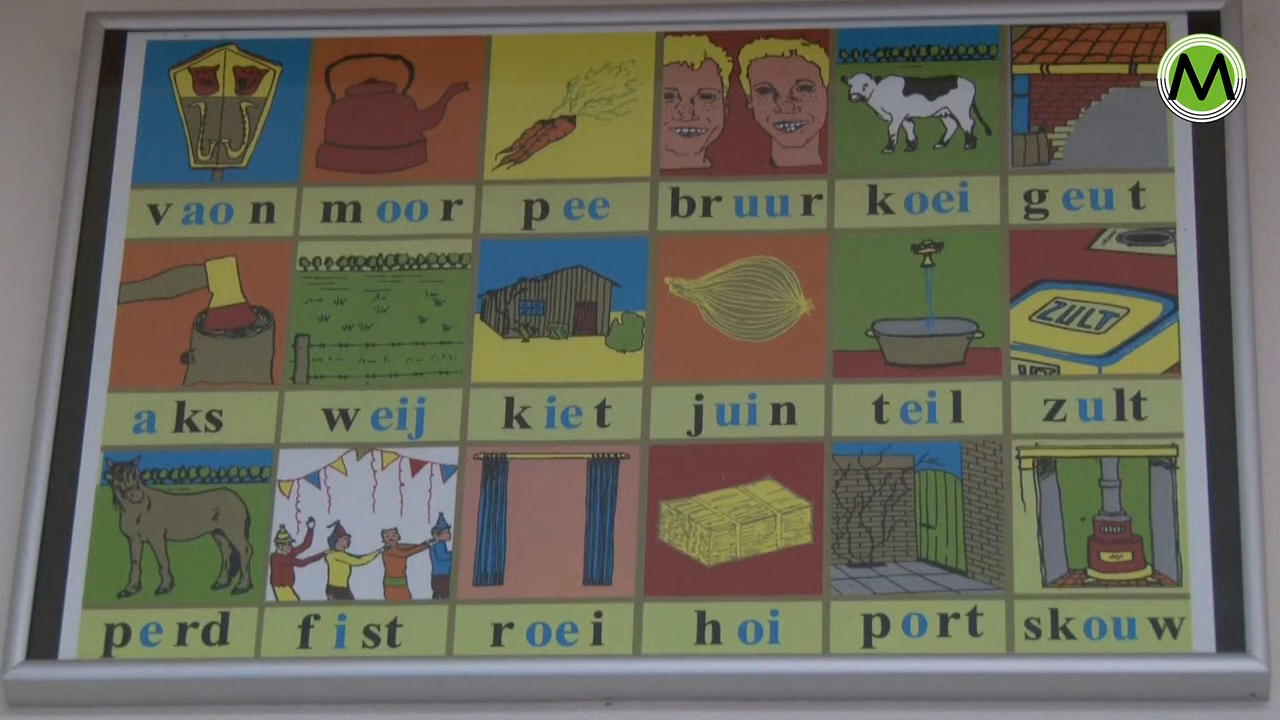 M
vaon moor pee bruur koei geut
ZULT
aks weij kiet juin teil zult
perd fist roei hoi port skouw